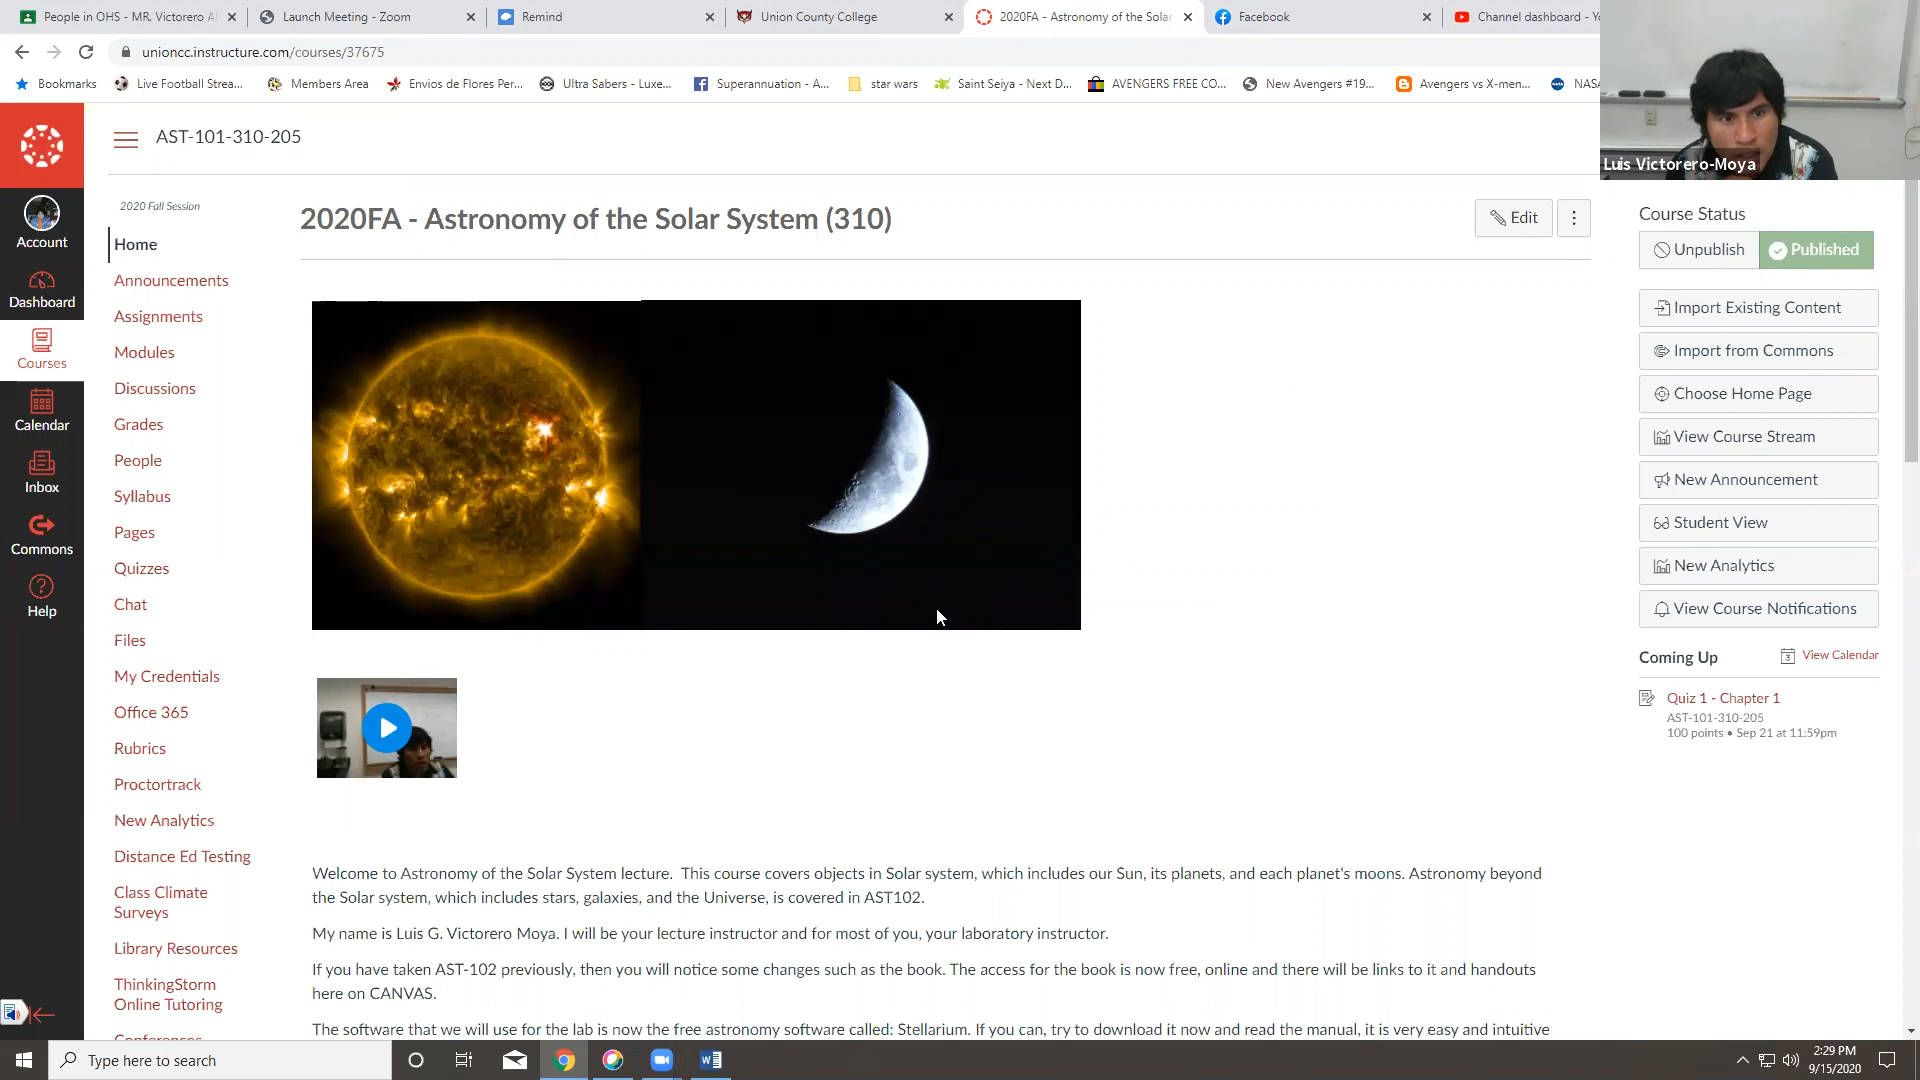 People in OHS - MR. Victorero Al
Launch Meeting - Zoom
Remind
Union County College
2020FA - Astronomy of the Solar
Facebook
Channel dashboard - Yo
unioncc.instructure.com/courses/37675
Bookmarks
Live Football Strea...
Members Area
Envios de Flores Per...
Ultra Sabers - Luxe...
Superannuation - A...
star wars
Saint Seiya - Next D...
AVENGERS FREE CO...
New Avengers #19...
Avengers vs X-men...
NASA
Luis Victorero-Moya
AST-101-310-205
Account
Dashboard
Courses
Calendar
Inbox
Commons
Help
2020 Fall Session
Home
Announcements
Assignments
Modules
Discussions
Grades
People
Syllabus
Pages
Quizzes
Chat
Files
My Credentials
Office 365
Rubrics
Proctortrack
New Analytics
Distance Ed Testing
Class Climate
Surveys
Library Resources
ThinkingStorm
Online Tutoring
Conferences
2020FA - Astronomy of the Solar System (310)
Edit
Welcome to Astronomy of the Solar System lecture. This course covers objects in Solar system, which includes our Sun, its planets, and each planet's moons. Astronomy beyond
the Solar system, which includes stars, galaxies, and the Universe, is covered in AST102.
My name is Luis G. Victorero Moya. I will be your lecture instructor and for most of you, your laboratory instructor.
If you have taken AST-102 previously, then you will notice some changes such as the book. The access for the book is now free, online and there will be links to it and handouts
here on CANVAS.
The software that we will use for the lab is now the free astronomy software called: Stellarium. If you can, try to download it now and read the manual, it is very easy and intuitive
Course Status
Unpublish
Published
Import Existing Content
Import from Commons
Choose Home Page
View Course Stream
New Announcement
Student View
New Analytics
View Course Notifications
Coming Up
3
View Calendar
Quiz 1 - Chapter 1
AST-101-310-205
100 points • Sep 21 at 11:59pm
Type here to search
2:29 PM
9/15/2020